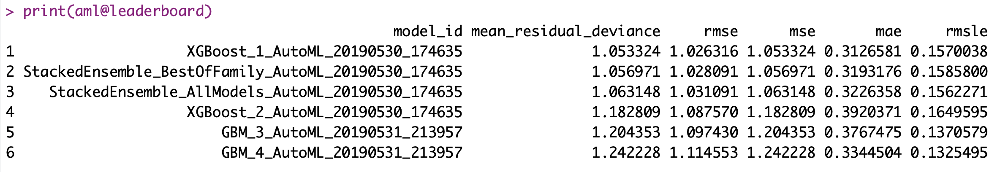 > print(aml@leaderboard)
model_id mean_residual_deviance rmse mse mae rmsle
1 XGBoost_1_AutoML_20190530_174635 1.053324 1.026316 1.053324 0.3126581 0.1570038
2 StackedEnsemble_BestOfFamily_AutoML_20190530_174635 1.056971 1.028091 1.056971 0.3193176 0.1585800
3 StackedEnsemble_AllModels_AutoML_20190530_174635 1.063148 1.031091 1.063148 0.3226358 0.1562271
4 XGBoost_2_AutoML_20190530_174635 1.182809 1.087570 1.182809 0.3920371 0.1649595
5 GBM_3_AutoML_20190531_213957 1.204353 1.097430 1.204353 0.3767475 0.1370579
6 GBM_4_AutoML_20190531_213957 1.242228 1.114553 1.242228 0.3344504 0.1325495